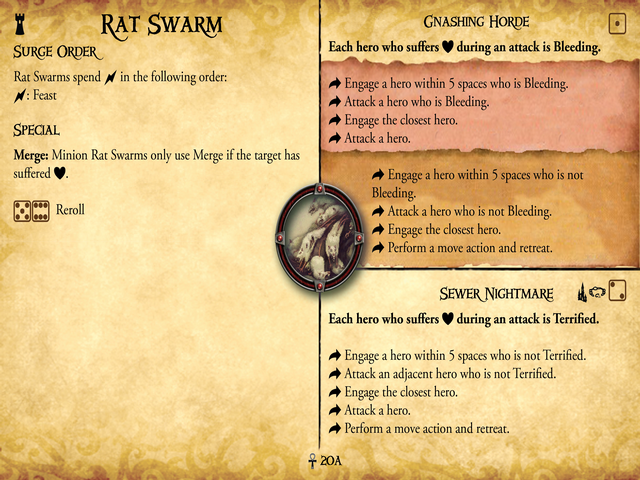 RAT SWARM
SURGE ORDER
Rat Swarms spend in the following order:
: Feast
SPECIAL
Merge: Minion Rat Swarms only use Merge if the target has
suffered .
Reroll
GNASHING HORDE
Each hero who suffers during an attack is Bleeding.
Engage a hero within 5 spaces who is Bleeding.
Attack a hero who is Bleeding.
Engage the closest hero.
Attack a hero.
Engage a hero within 5 spaces who is not
Bleeding.
Attack a hero who is not Bleeding.
Engage the closest hero.
Perform a move action and retreat.
SEWER NIGHTMARE
Each hero who suffers during an attack is Terrified.
Engage a hero within 5 spaces who is not Terrified.
Attack an adjacent hero who is not Terrified.
Engage the closest hero.
Attack a hero.
Perform a move action and retreat.
20A